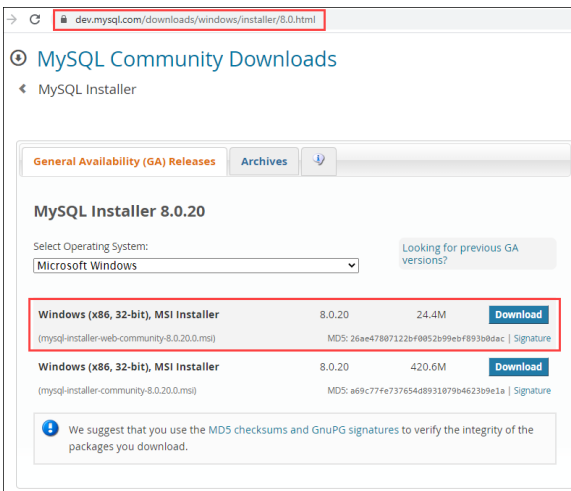 dev.mysql.com/downloads/windows/installer/8.0.html
MySQL Community Downloads
MySQL Installer
General Availability (GA) Releases Archives
MySQL Installer 8.0.20
Select Operating System:
Looking for previous GA versions?
Microsoft Windows
Windows (x86, 32-bit), MSI Installer 8.0.20 24.4M Download
(mysql-installer-web-community-8.0.20.0.msi) MD5: 26ae47807122bf0052b99ebf893b0dac | Signature
Windows (x86, 32-bit), MSI Installer 8.0.20 420.6M Download
(mysql-installer-community-8.0.20.0.msi) MD5: a69c77fe737654d8931079b4623b9e1a | Signature
We suggest that you use the MD5 checksums and GnuPG signatures to verify the integrity of the
packages you download.